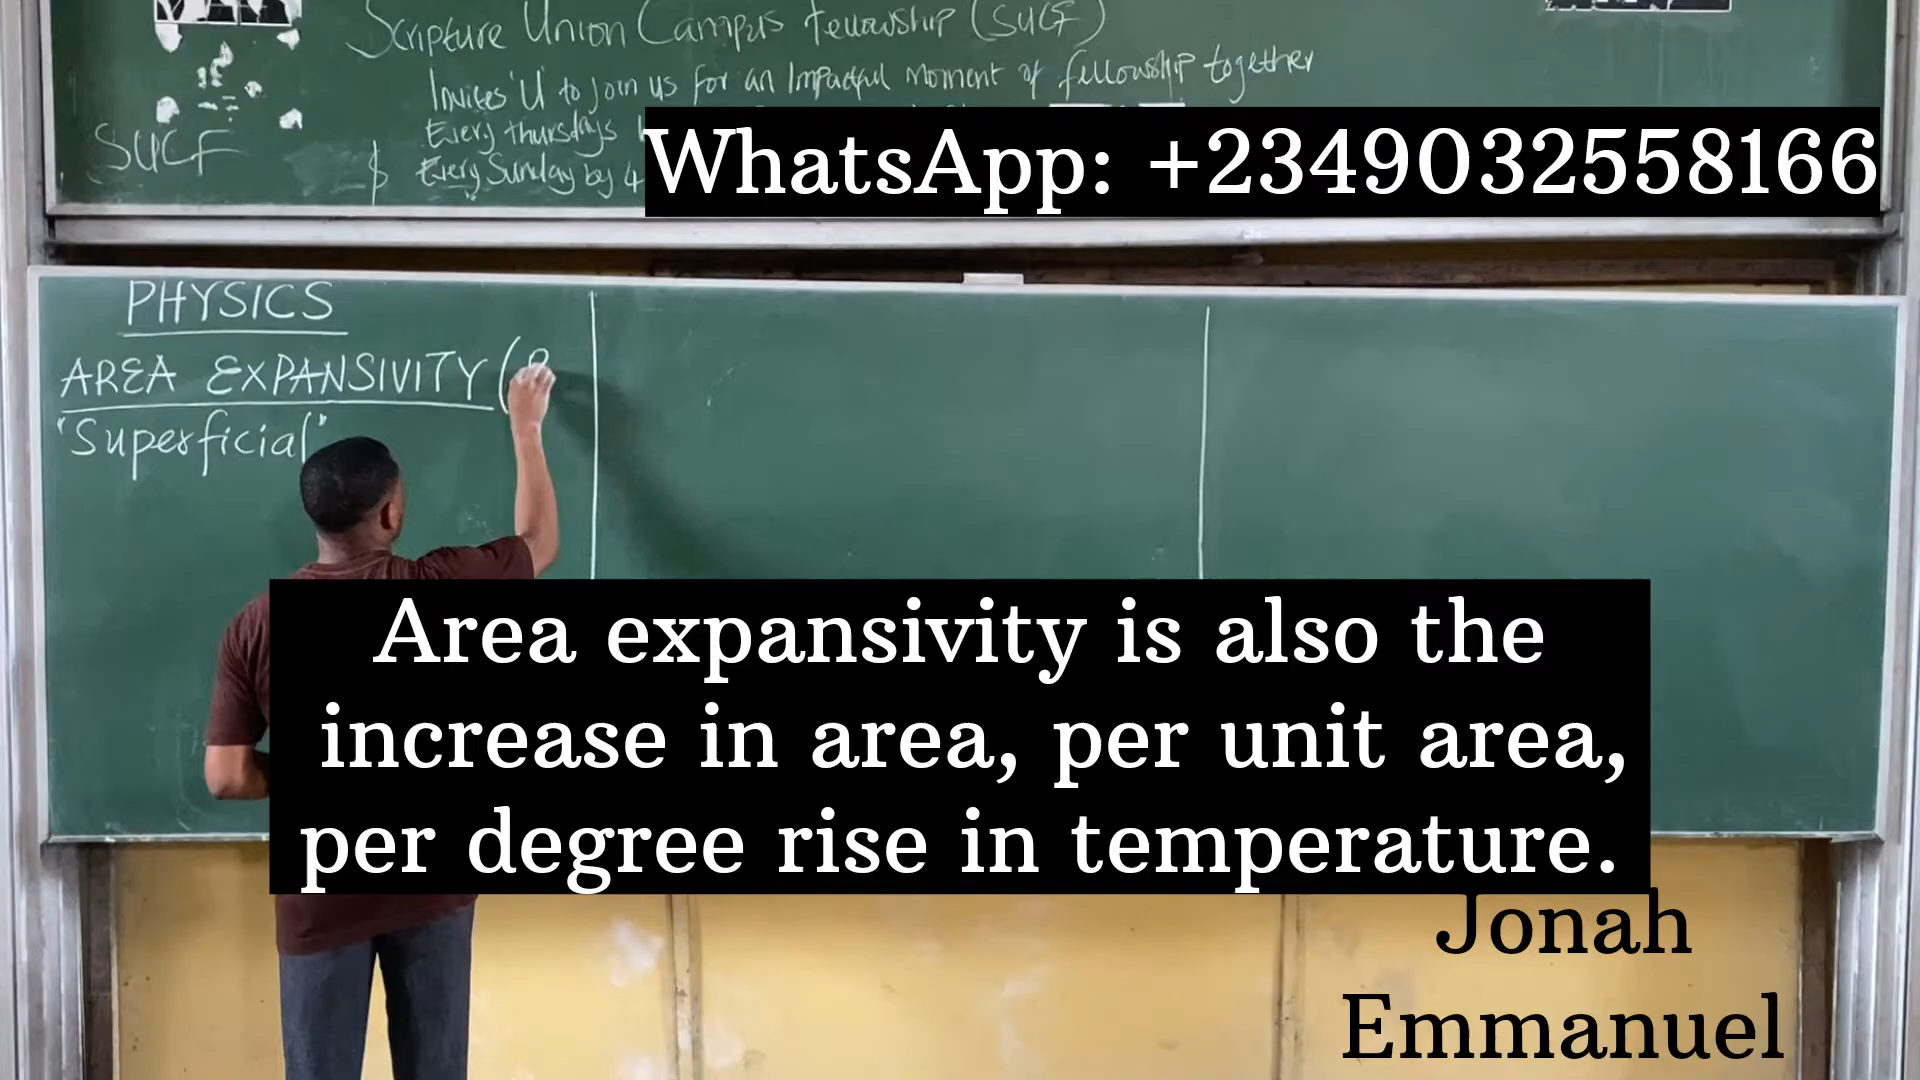 Scripture Union Campus Fellowship (SUCF)
Invites 'U' to join us for an Impactful Moment of fellowship together
Every thursdays
SUCF
$ Every Sunday by 4
WhatsApp: +2349032558166
PHYSICS
AREA EXPANSIVITY (
"Superficial"
Area expansivity is also the
increase in area, per unit area,
per degree rise in temperature.
Jonah
Emmanuel